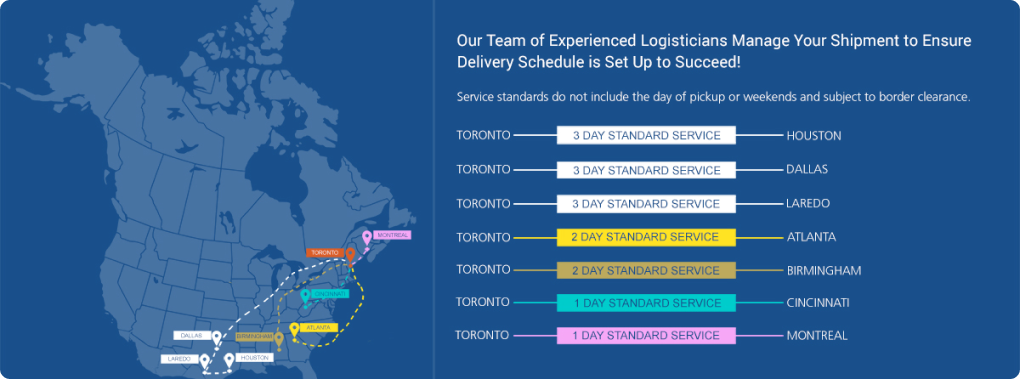 Our Team of Experienced Logisticians Manage Your Shipment to Ensure
Delivery Schedule is Set Up to Succeed!
Service standards do not include the day of pickup or weekends and subject to border clearance.
TORONTO 3 DAY STANDARD SERVICE HOUSTON
TORONTO 3 DAY STANDARD SERVICE DALLAS
TORONTO 3 DAY STANDARD SERVICE LAREDO
TORONTO 2 DAY STANDARD SERVICE ATLANTA
TORONTO 2 DAY STANDARD SERVICE BIRMINGHAM
TORONTO 1 DAY STANDARD SERVICE CINCINNATI
TORONTO 1 DAY STANDARD SERVICE MONTREAL
MONTREAL
TORONTO
CINCINNATI
ATLANTA
DALLAS
BIRMINGHAM
LAREDO
HOUSTON